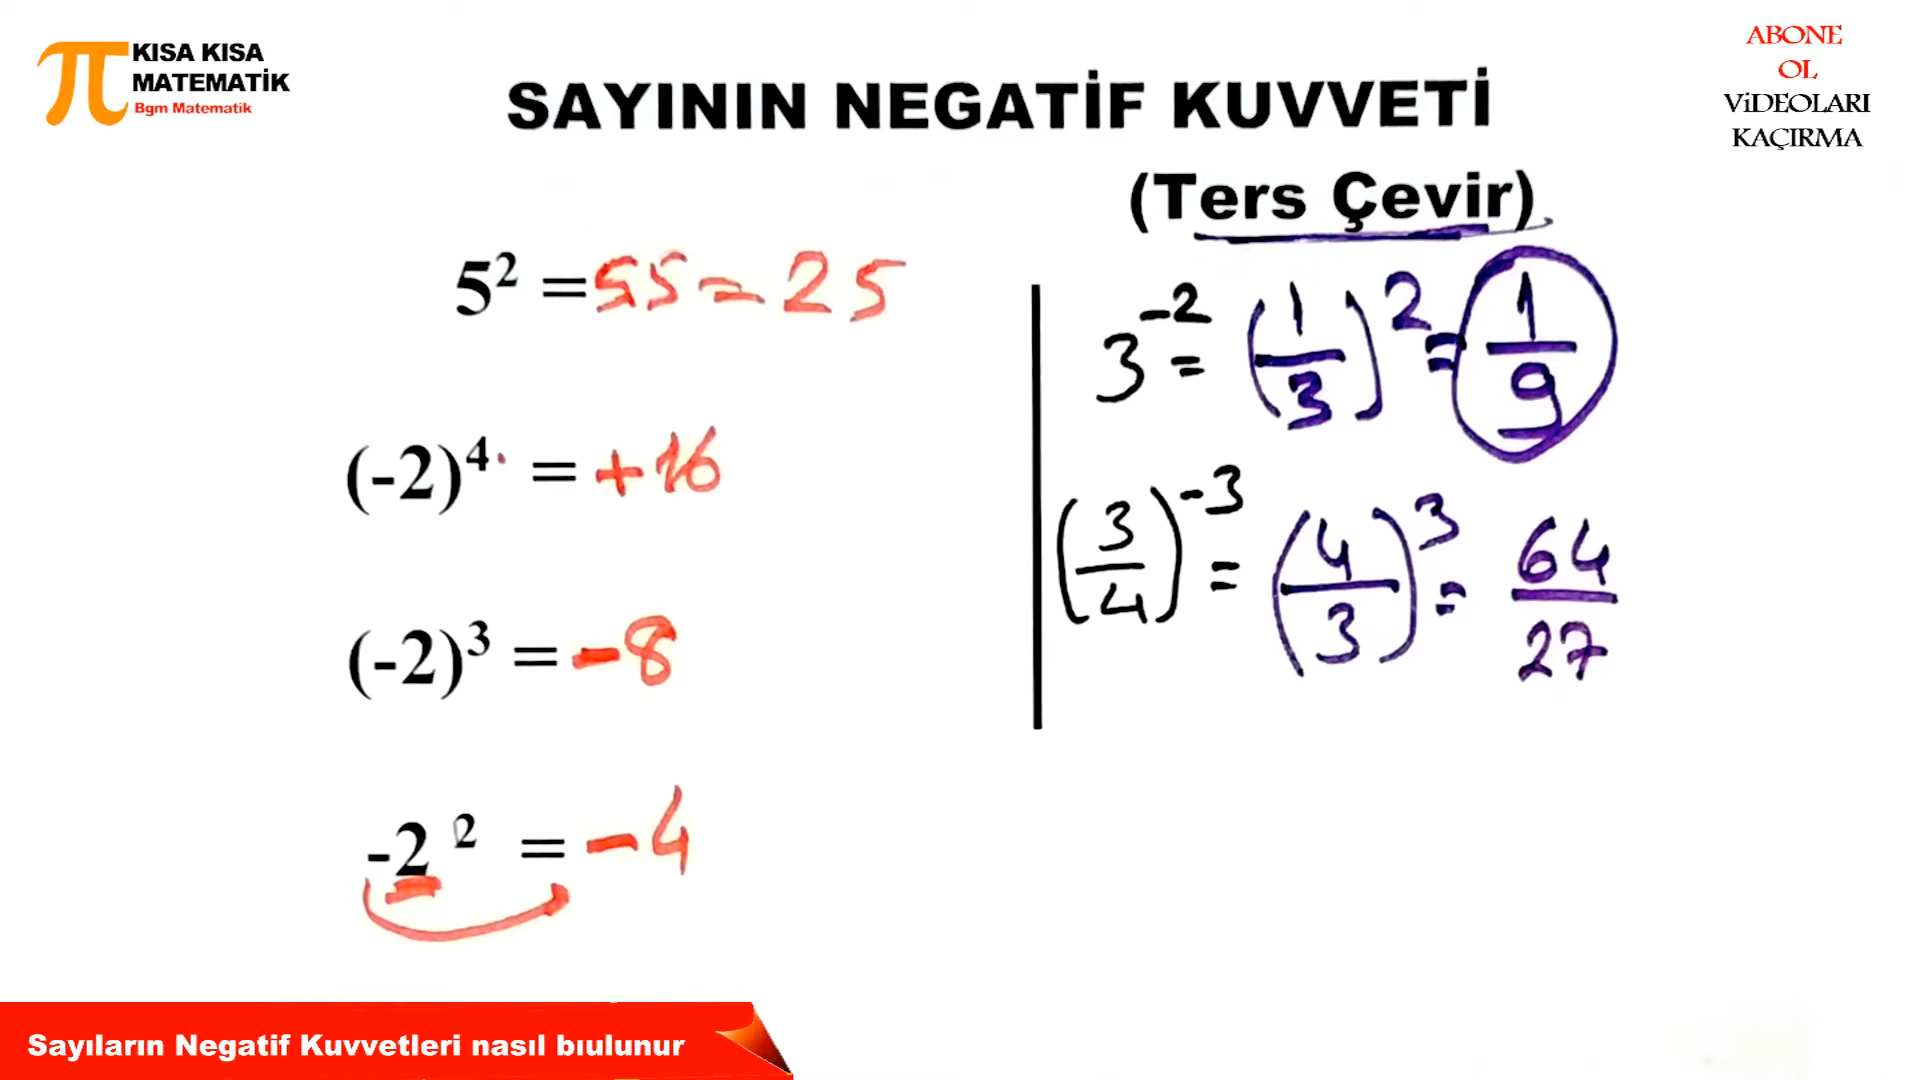 KISA KISA
MATEMATİK
Bgm Matematik
ABONE
OL
ViDEOLARI
KAÇIRMA
SAYININ NEGATİF KUVVETİ
(Ters Çevir)
5² = 55 = 25
(-2)⁴ = +16
(-2)³ = -8
-2² = -4
3⁻² = (1/3)² = 1/9
(3/4)⁻³ = (4/3)³ = 64/27
Sayıların Negatif Kuvvetleri nasıl bıulunur